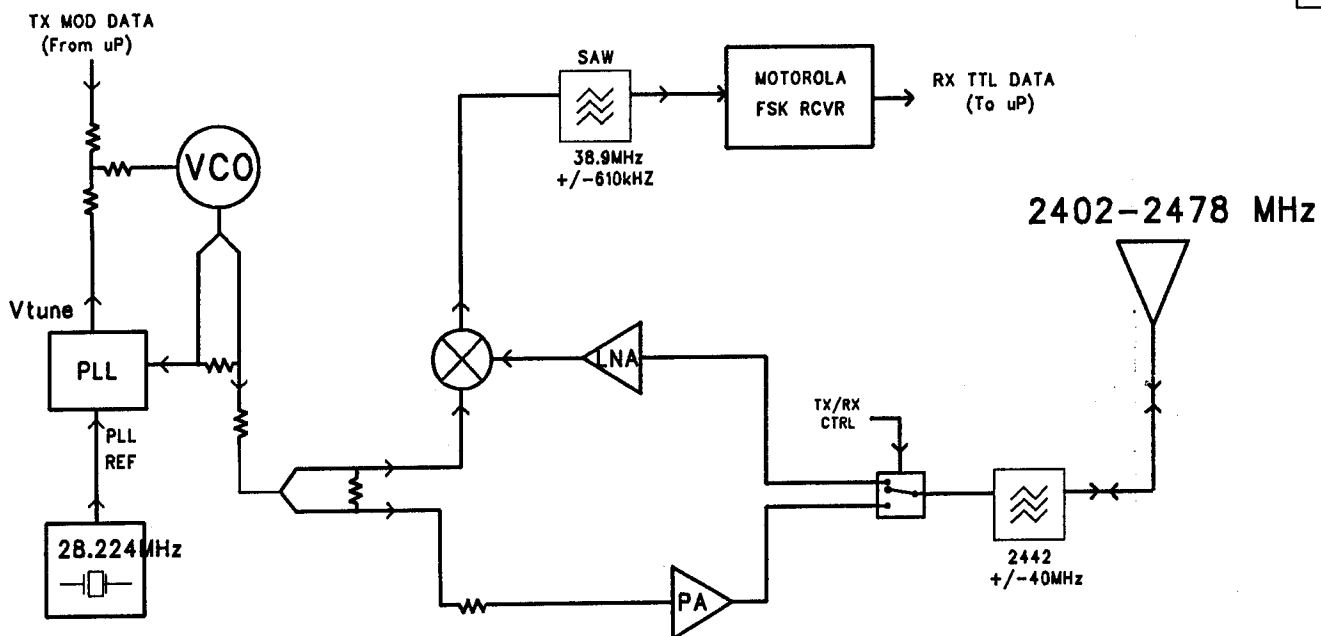 TX MOD DATA
(From uP)
SAW
MOTOROLA
FSK RCVR
RX TTL DATA
(To uP)
38.9MHz
+/-610kHZ
VCO
2402-2478 MHz
Vtune
PLL
LNA
TX/RX
CTRL
PLL
REF
28.224MHz
2442
+/-40MHz
PA